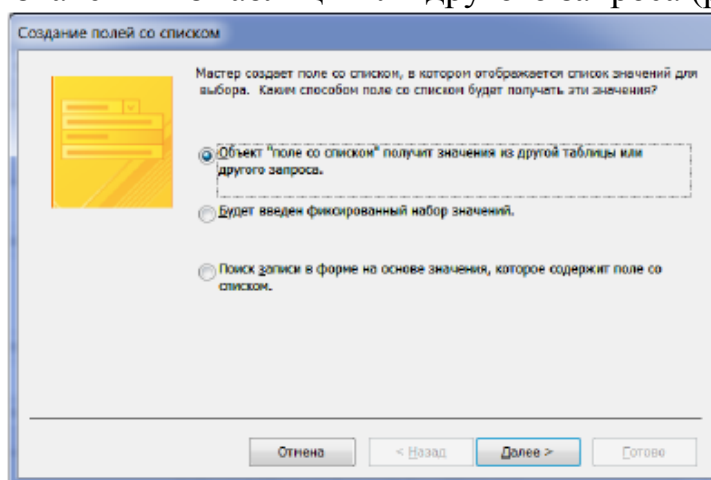 другого запроса (р
Создание полей со списком
Мастер создает поле со списком, в котором отображается список значений для
выбора. Каким способом поле со списком будет получать эти значения?
Объект "поле со списком" получит значения из другой таблицы или
другого запроса.
Будет введен фиксированный набор значений.
Поиск записи в форме на основе значения, которое содержит поле со
списком.
Отмена
< Назад
Далее >
Готово